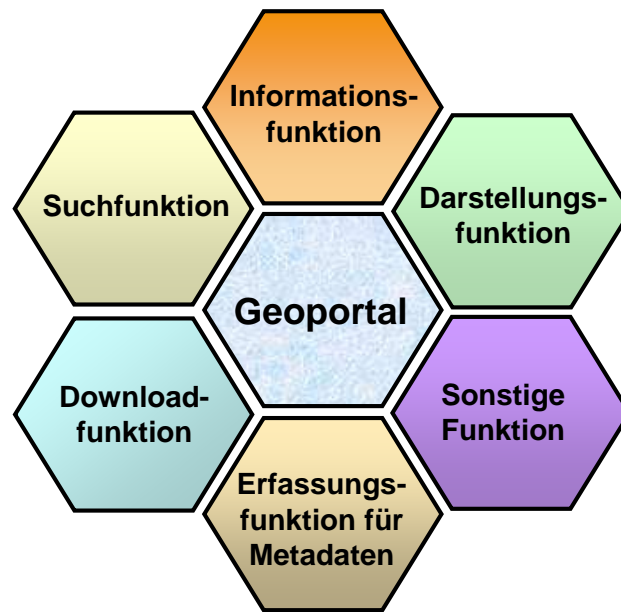 Informations-
funktion
Suchfunktion
Darstellungs-
funktion
Geoportal
Download-
funktion
Sonstige
Funktion
Erfassungs-
funktion für
Metadaten